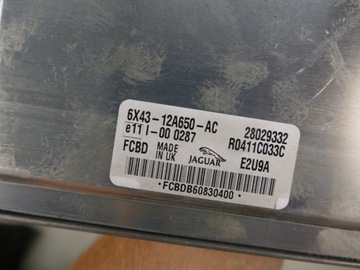 6X43-12A650-AC 28029332
e11 I-00 0287 R0411C033C
FCBD MADE IN UK JAGUAR E2U9A
*FCBDB60830400*